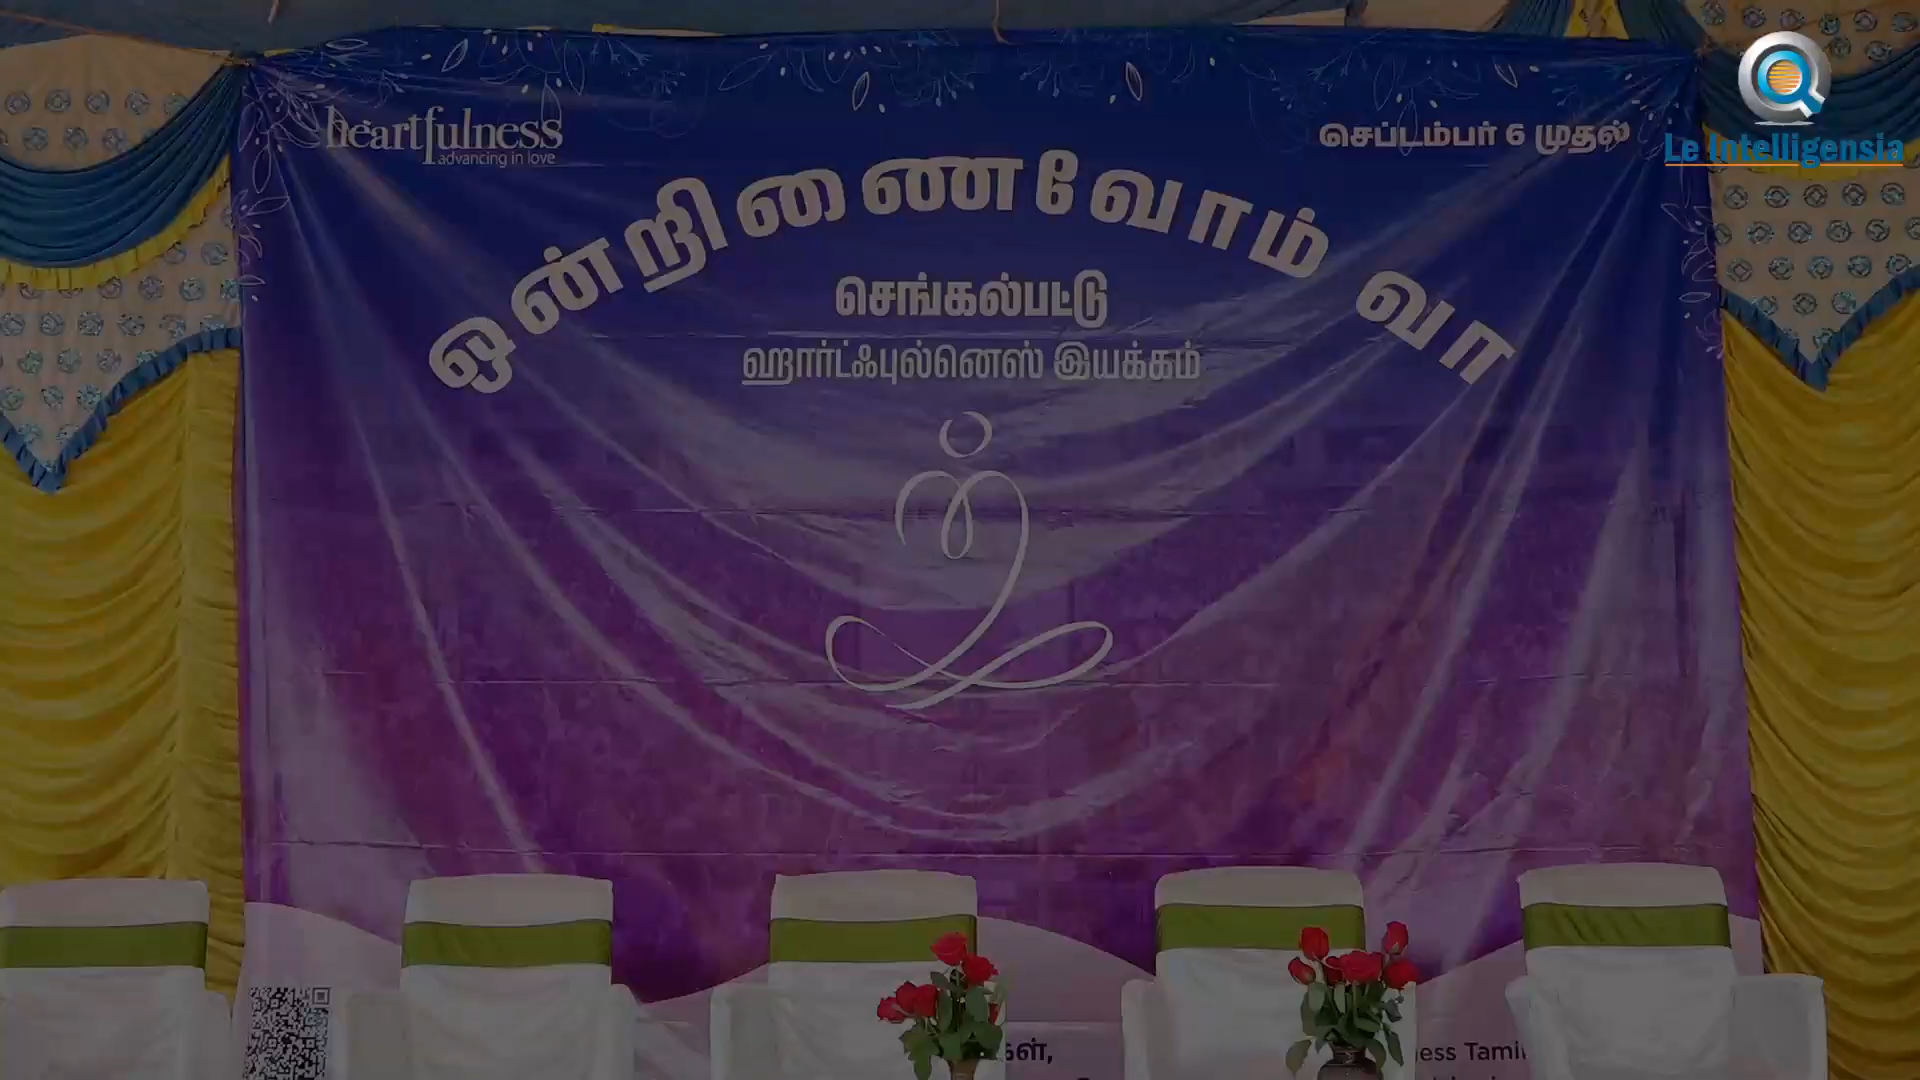 heartfulness
advancing in love
செப்டம்பர் 6 முதல்
Le Intelligensia
ஒன்றிணைவோம் வா
செங்கல்பட்டு
ஹார்ட்ஃபுல்னெஸ் இயக்கம்